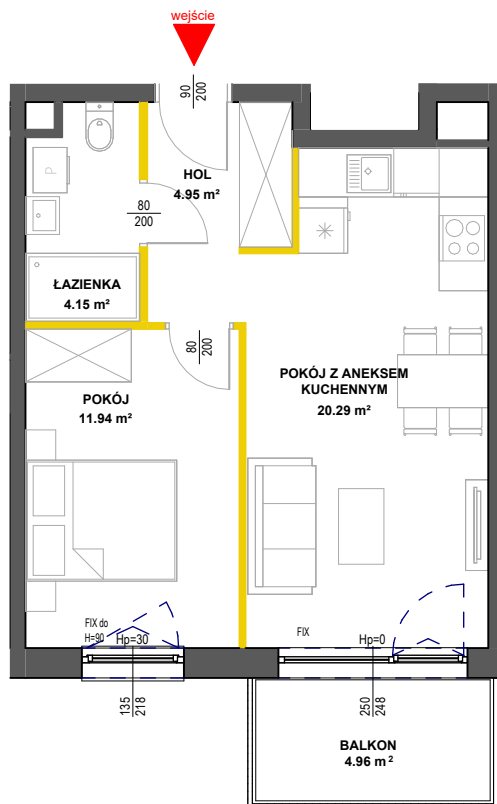 wejście
90
200
HOL
4.95 m²
80
200
P
ŁAZIENKA
4.15 m²
80
200
POKÓJ
11.94 m²
POKÓJ Z ANEKSEM
KUCHENNYM
20.29 m²
FIX do
H=90
Hp=30
FIX
Hp=0
135
218
250
248
BALKON
4.96 m²